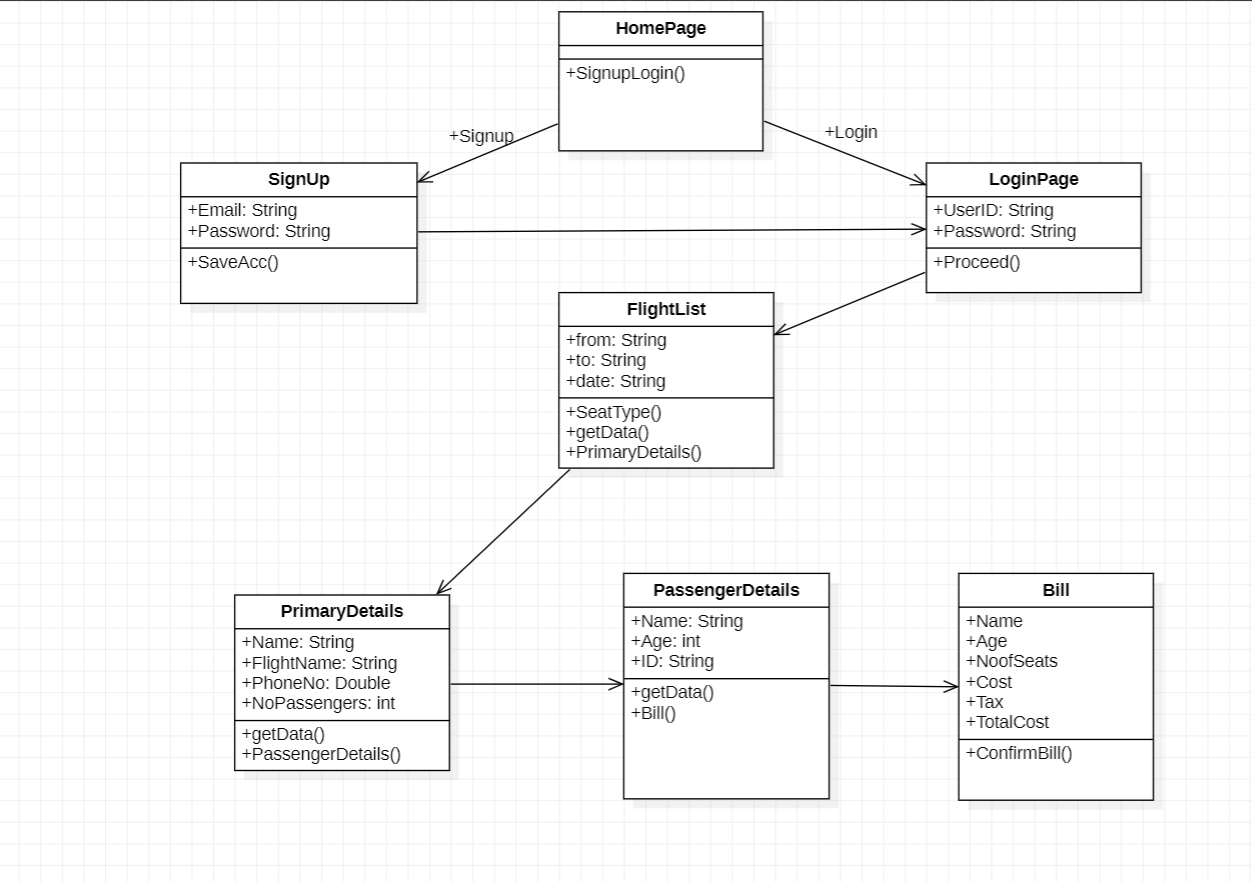 HomePage
+SignupLogin()
+Signup
+Login
SignUp
+Email: String
+Password: String
+SaveAcc()
LoginPage
+UserID: String
+Password: String
+Proceed()
FlightList
+from: String
+to: String
+date: String
+SeatType()
+getData()
+PrimaryDetails()
PrimaryDetails
+Name: String
+FlightName: String
+PhoneNo: Double
+NoPassengers: int
+getData()
+PassengerDetails()
PassengerDetails
+Name: String
+Age: int
+ID: String
+getData()
+Bill()
Bill
+Name
+Age
+NoofSeats
+Cost
+Tax
+TotalCost
+ConfirmBill()